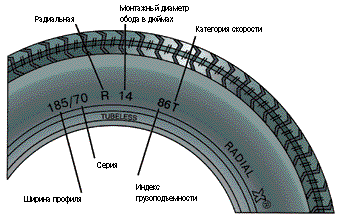 Монтажный диаметр
обода в дюймах
Радиальная
Категория скорости
185/70 R 14 86T
TUBELESS
RADIAL X®
Серия
Ширина профиля
Индекс
грузоподъемности